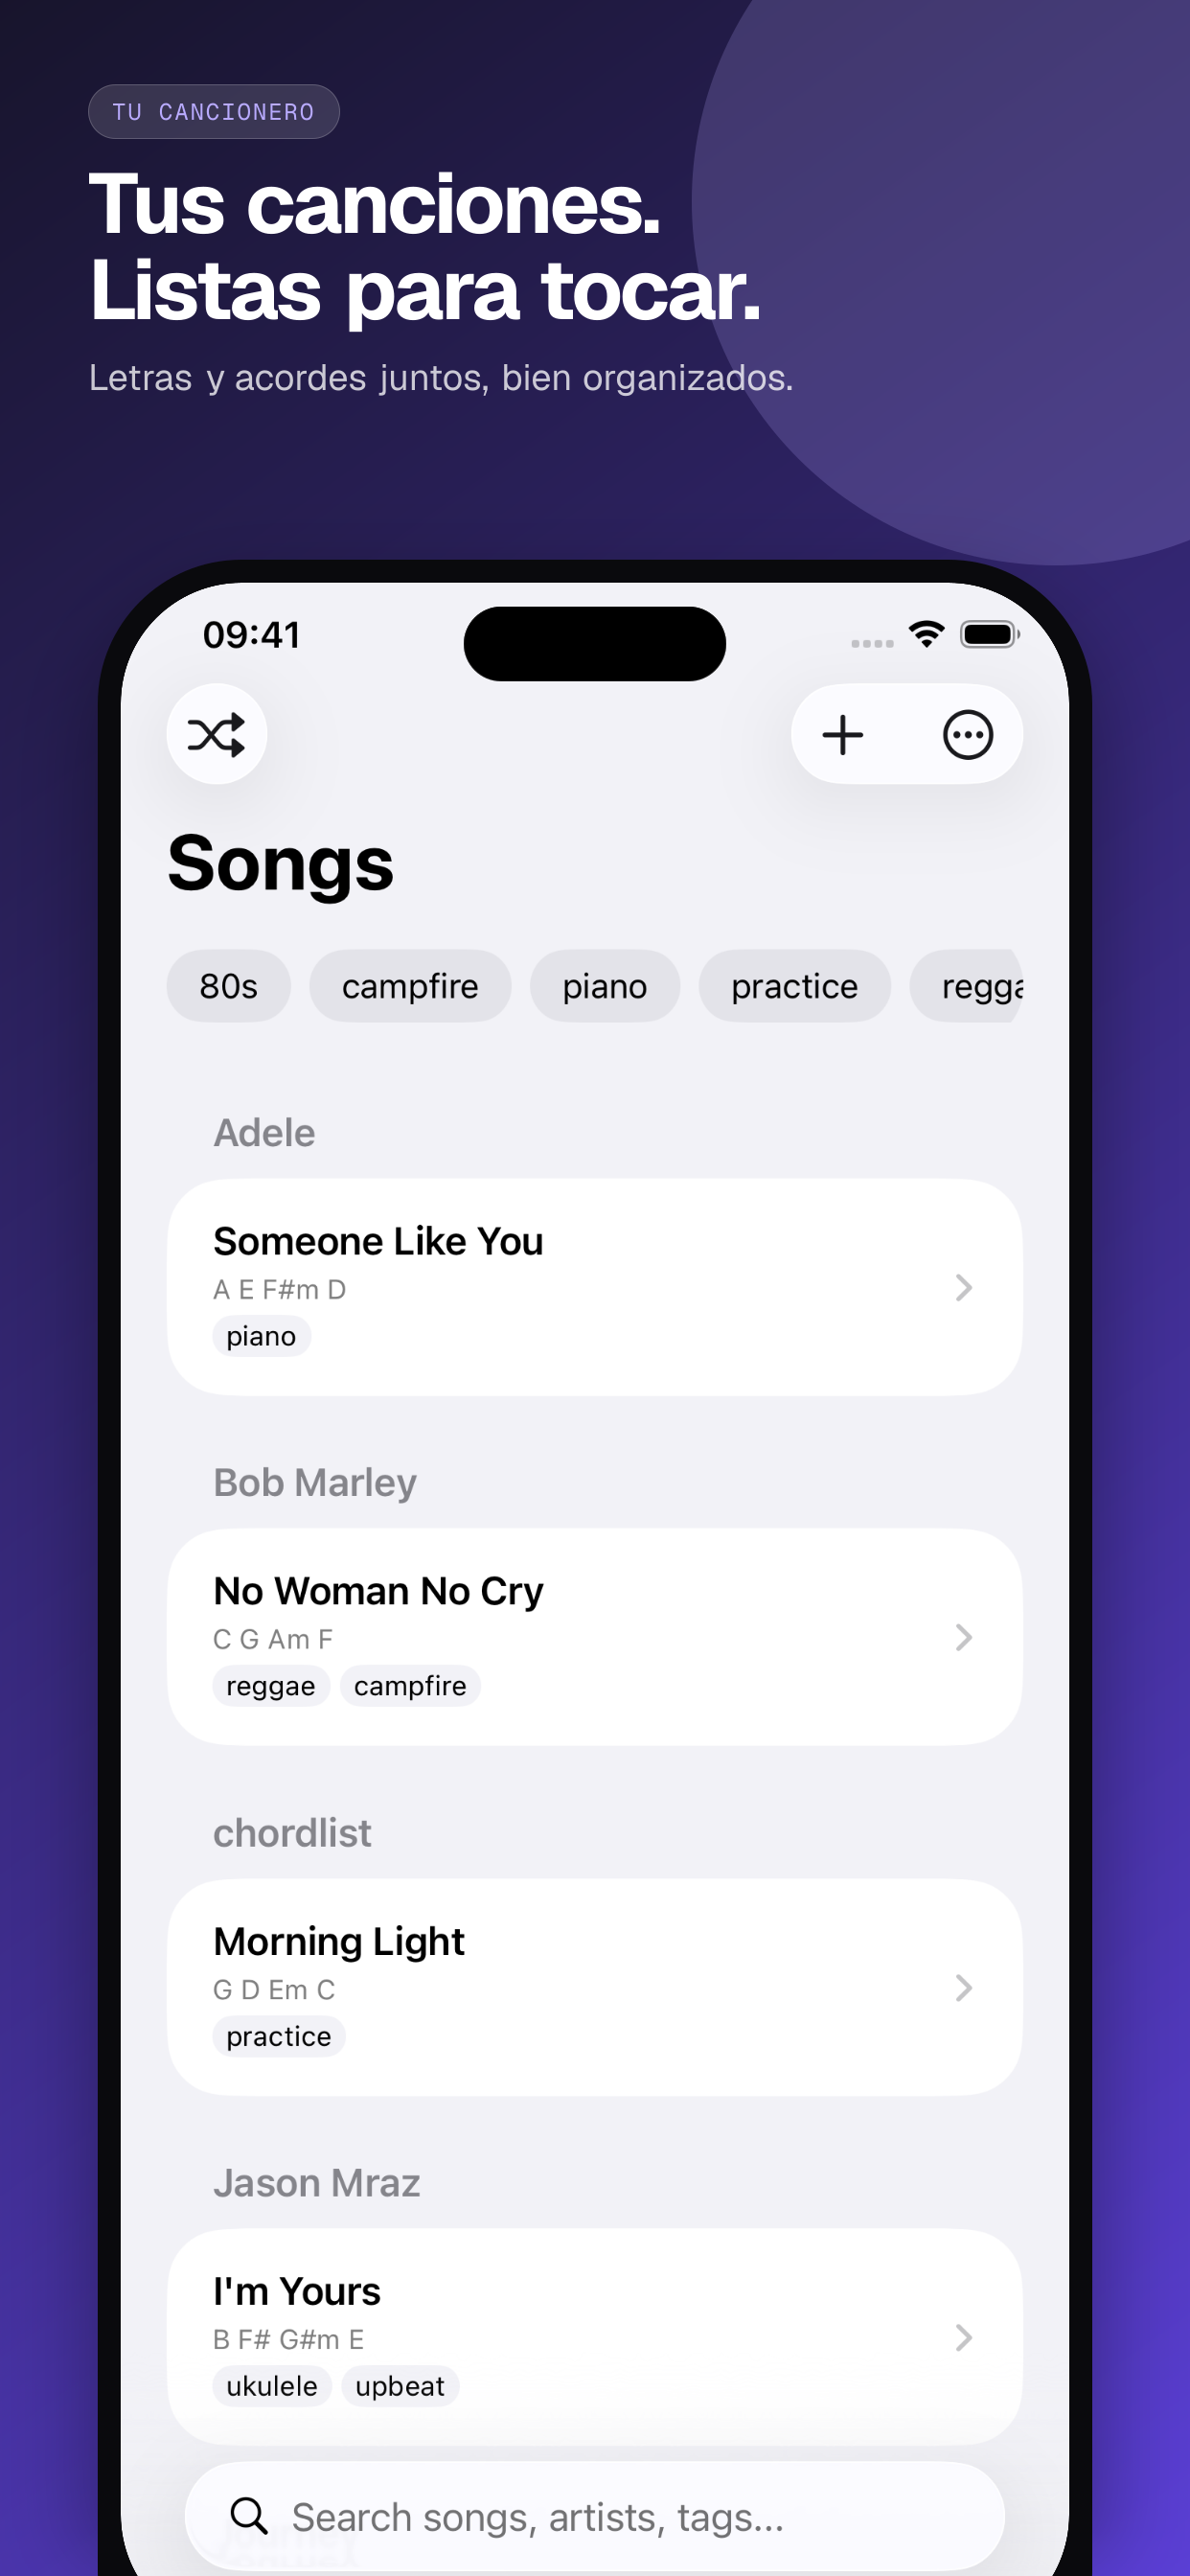 TU CANCIONERO
Tus canciones.
Listas para tocar.
Letras y acordes juntos, bien organizados.
09:41
Songs
80s campfire piano practice regga
Adele
Someone Like You
A E F#m D
piano
Bob Marley
No Woman No Cry
C G Am F
reggae campfire
chordlist
Morning Light
G D Em C
practice
Jason Mraz
I'm Yours
B F# G#m E
ukulele upbeat
Search songs, artists, tags...